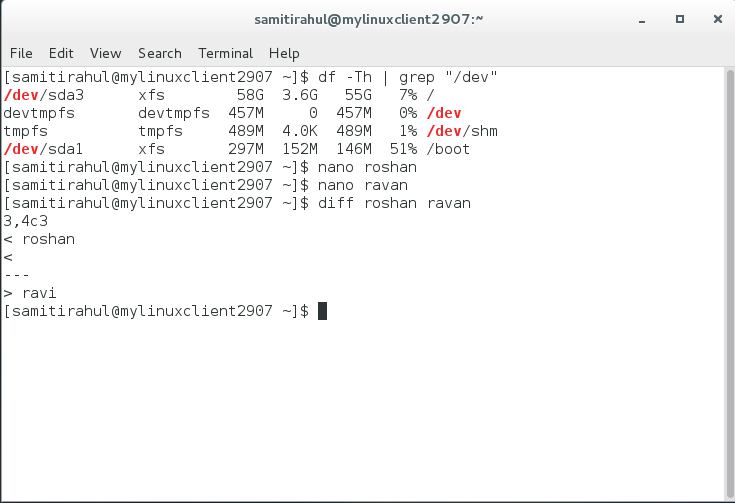 samitirahul@mylinuxclient2907:~
File Edit View Search Terminal Help
[samitirahul@mylinuxclient2907 ~]$ df -Th | grep "/dev"
/dev/sda3      xfs        58G  3.6G   55G   7% /
devtmpfs       devtmpfs  457M     0  457M   0% /dev
tmpfs          tmpfs     489M  4.0K  489M   1% /dev/shm
/dev/sda1      xfs       297M  152M  146M  51% /boot
[samitirahul@mylinuxclient2907 ~]$ nano roshan
[samitirahul@mylinuxclient2907 ~]$ nano ravan
[samitirahul@mylinuxclient2907 ~]$ diff roshan ravan
3,4c3
< roshan
<
---
> ravi
[samitirahul@mylinuxclient2907 ~]$